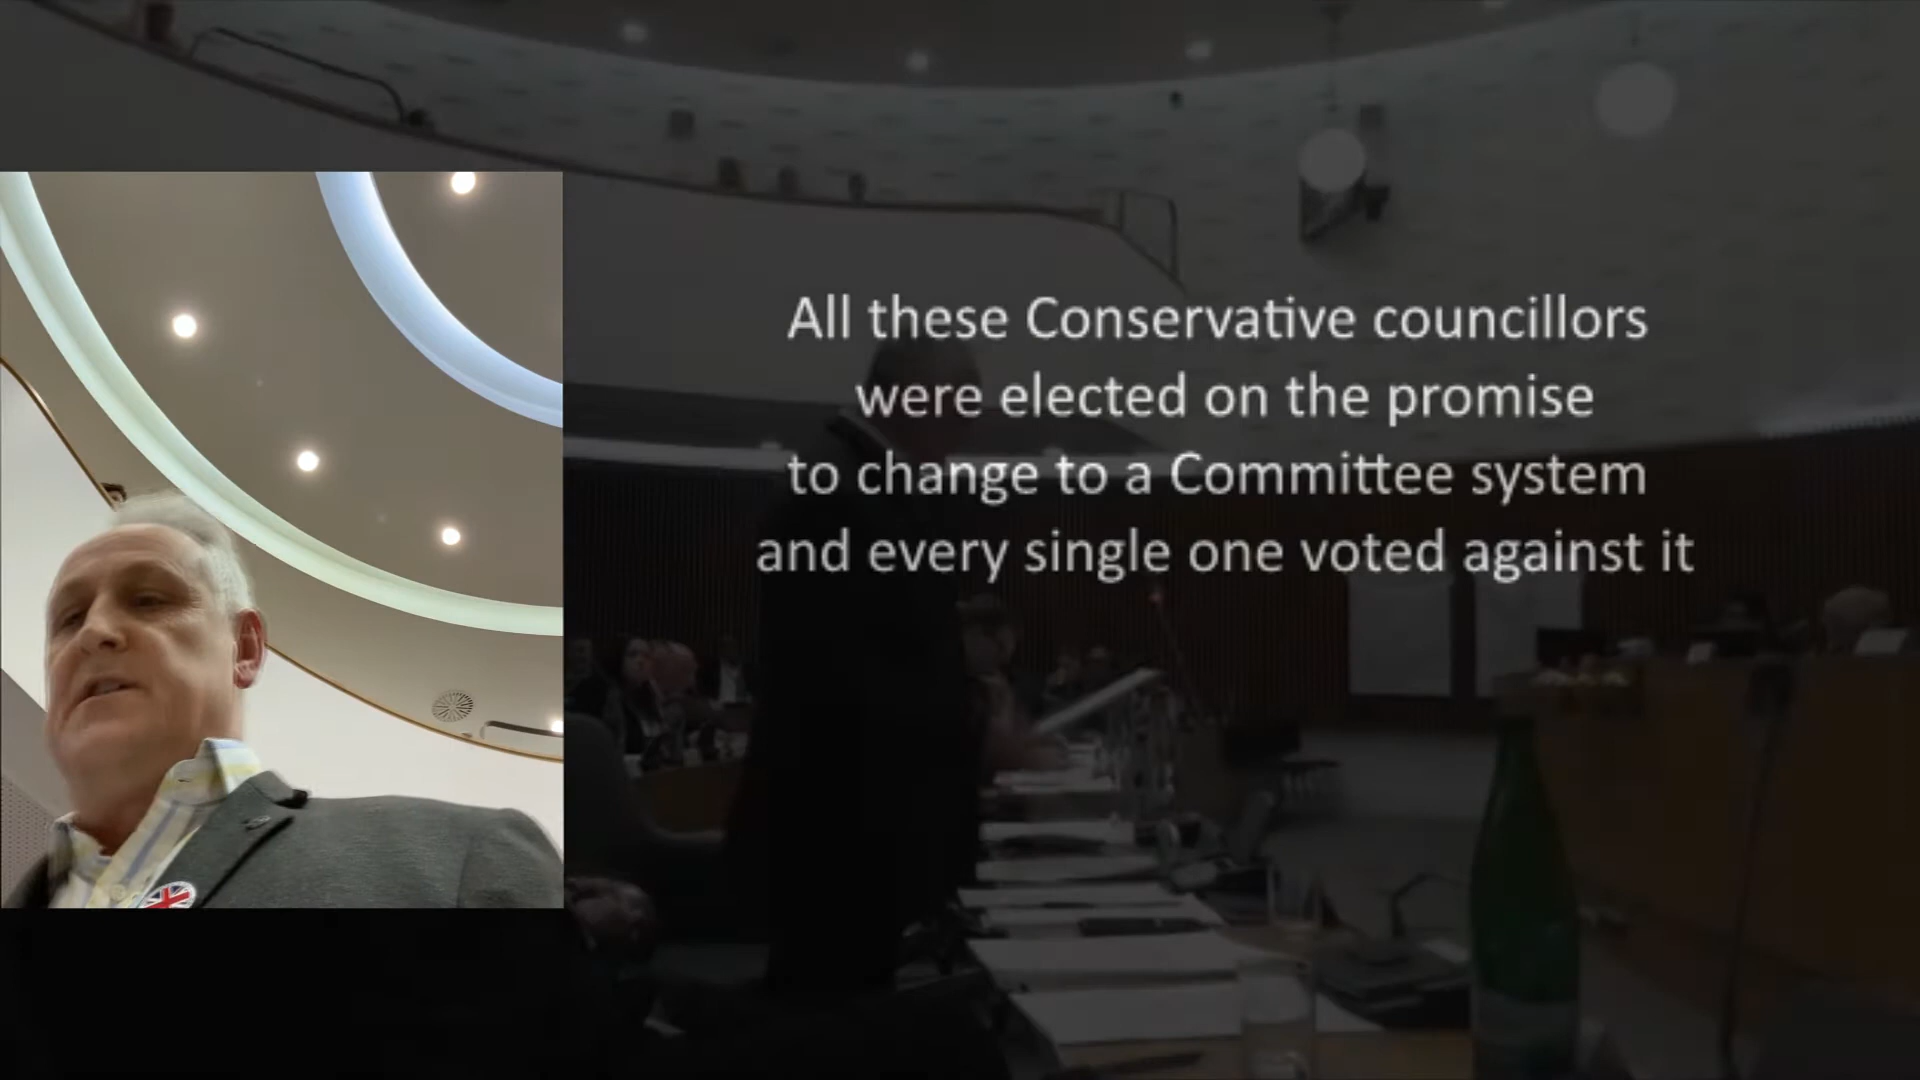 All these Conservative councillors
were elected on the promise
to change to a Committee system
and every single one voted against it